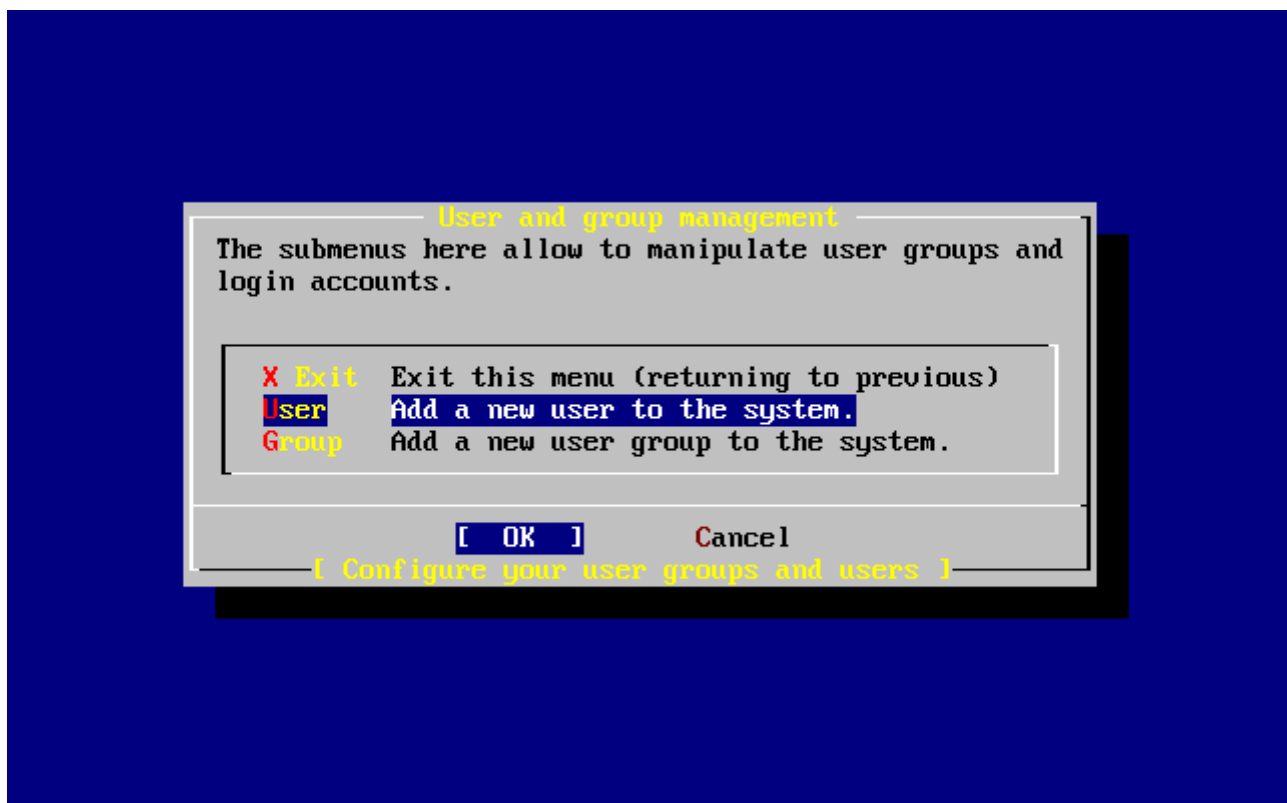 User and group management
The submenus here allow to manipulate user groups and
login accounts.
X Exit Exit this menu (returning to previous)
User Add a new user to the system.
Group Add a new user group to the system.
[ OK ] Cancel
[ Configure your user groups and users ]